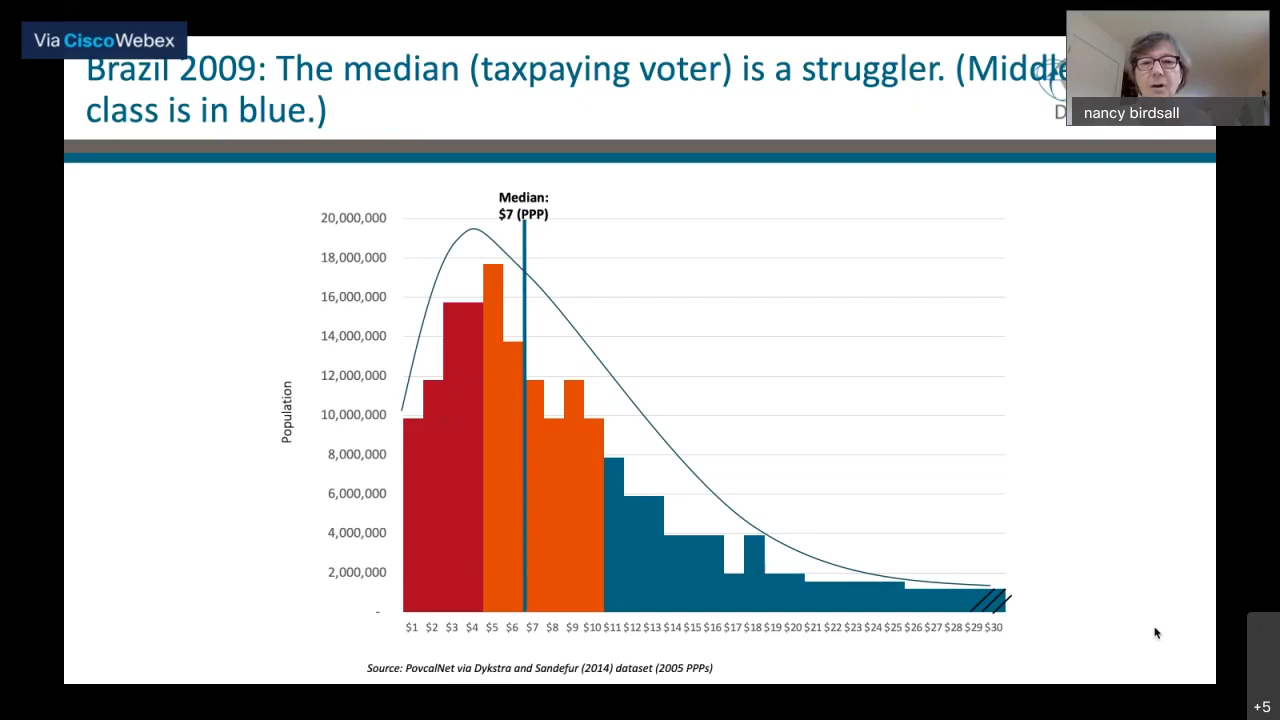 Via CiscoWebex
Brazil 2009: The median (taxpaying voter) is a struggler. (Middle
class is in blue.)
D
nancy birdsall
Median:
$7 (PPP)
20,000,000
18,000,000
16,000,000
14,000,000
12,000,000
10,000,000
8,000,000
6,000,000
4,000,000
2,000,000
-
Population
$1 $2 $3 $4 $5 $6 $7 $8 $9 $10 $11 $12 $13 $14 $15 $16 $17 $18 $19 $20 $21 $22 $23 $24 $25 $26 $27 $28 $29 $30
Source: PovcalNet via Dykstra and Sandefur (2014) dataset (2005 PPPs)
+5